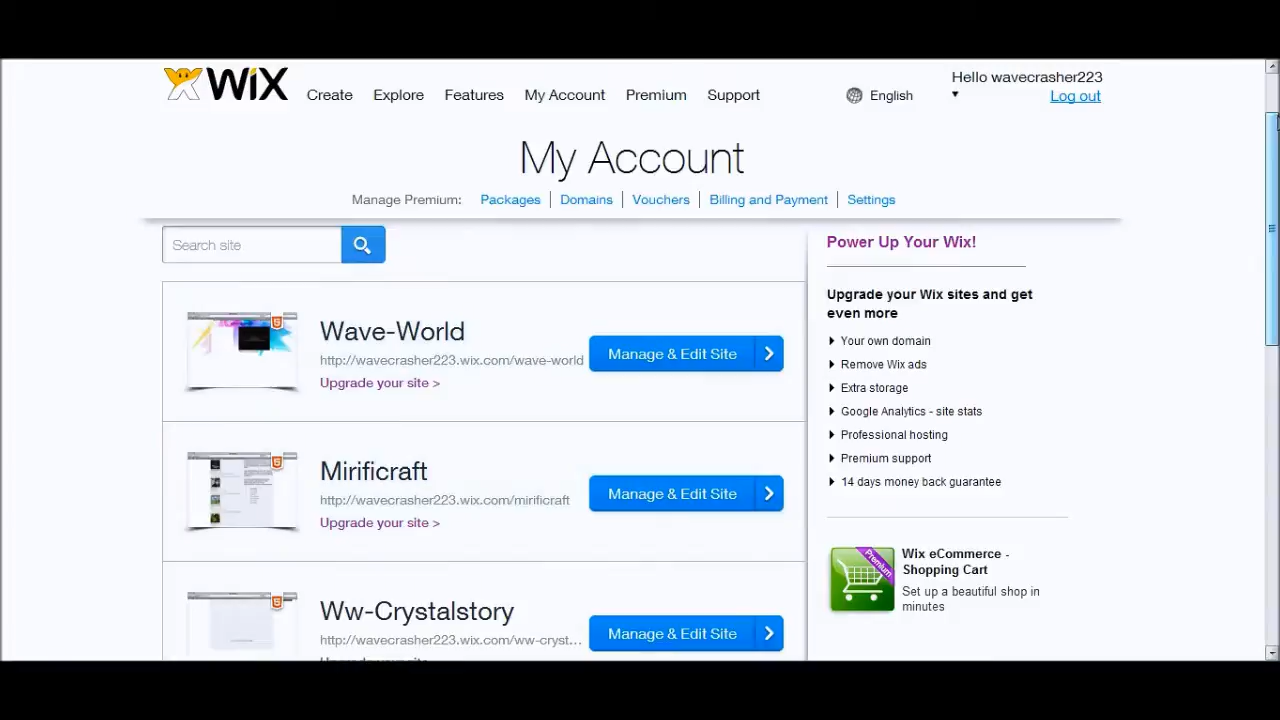 WiX
Create Explore Features My Account Premium Support
English
Hello wavecrasher223
Log out
My Account
Manage Premium: Packages Domains Vouchers Billing and Payment Settings
Search site
Wave-World
http://wavecrasher223.wix.com/wave-world
Upgrade your site >
Manage & Edit Site
Mirificraft
http://wavecrasher223.wix.com/mirificraft
Upgrade your site >
Manage & Edit Site
Ww-Crystalstory
http://wavecrasher223.wix.com/ww-cryst...
Upgrade your site
Manage & Edit Site
Power Up Your Wix!
Upgrade your Wix sites and get
even more
Your own domain
Remove Wix ads
Extra storage
Google Analytics - site stats
Professional hosting
Premium support
14 days money back guarantee
Premium
Wix eCommerce -
Shopping Cart
Set up a beautiful shop in
minutes